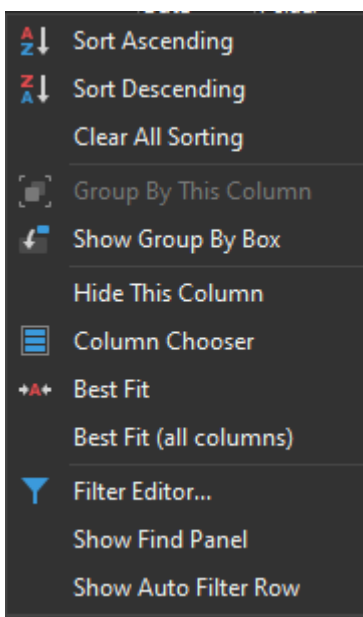 Sort Ascending
Sort Descending
Clear All Sorting
Group By This Column
Show Group By Box
Hide This Column
Column Chooser
Best Fit
Best Fit (all columns)
Filter Editor...
Show Find Panel
Show Auto Filter Row